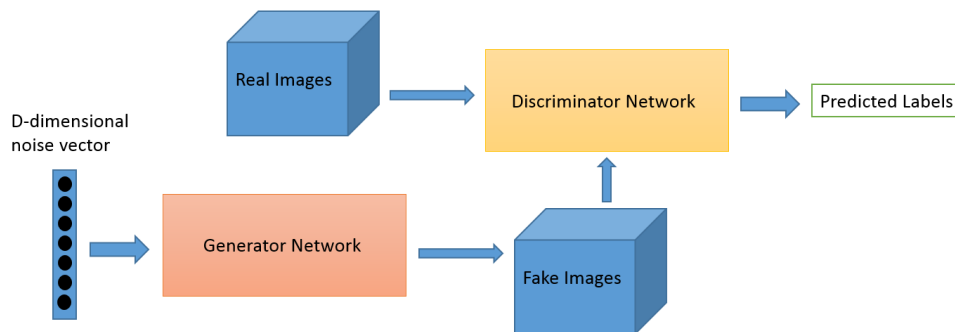 Real Images
Discriminator Network
Predicted Labels
D-dimensional
noise vector
Generator Network
Fake Images